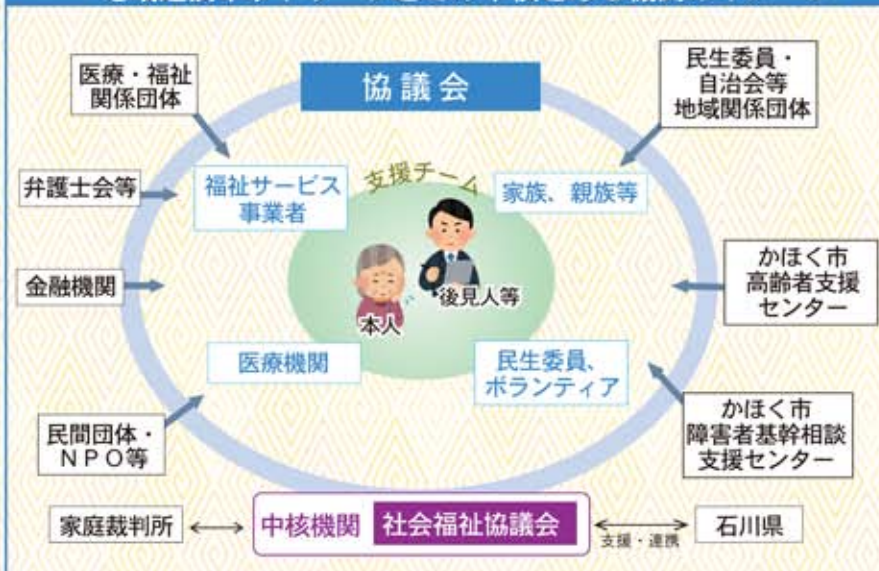 協議会
医療・福祉
関係団体
民生委員・
自治会等
地域関係団体
弁護士会等
福祉サービス
事業者
支援チーム
家族、親族等
金融機関
本人
後見人等
かほく市
高齢者支援
センター
医療機関
民生委員、
ボランティア
民間団体・
NPO等
かほく市
障害者基幹相談
支援センター
家庭裁判所
中核機関 社会福祉協議会
支援・連携
石川県